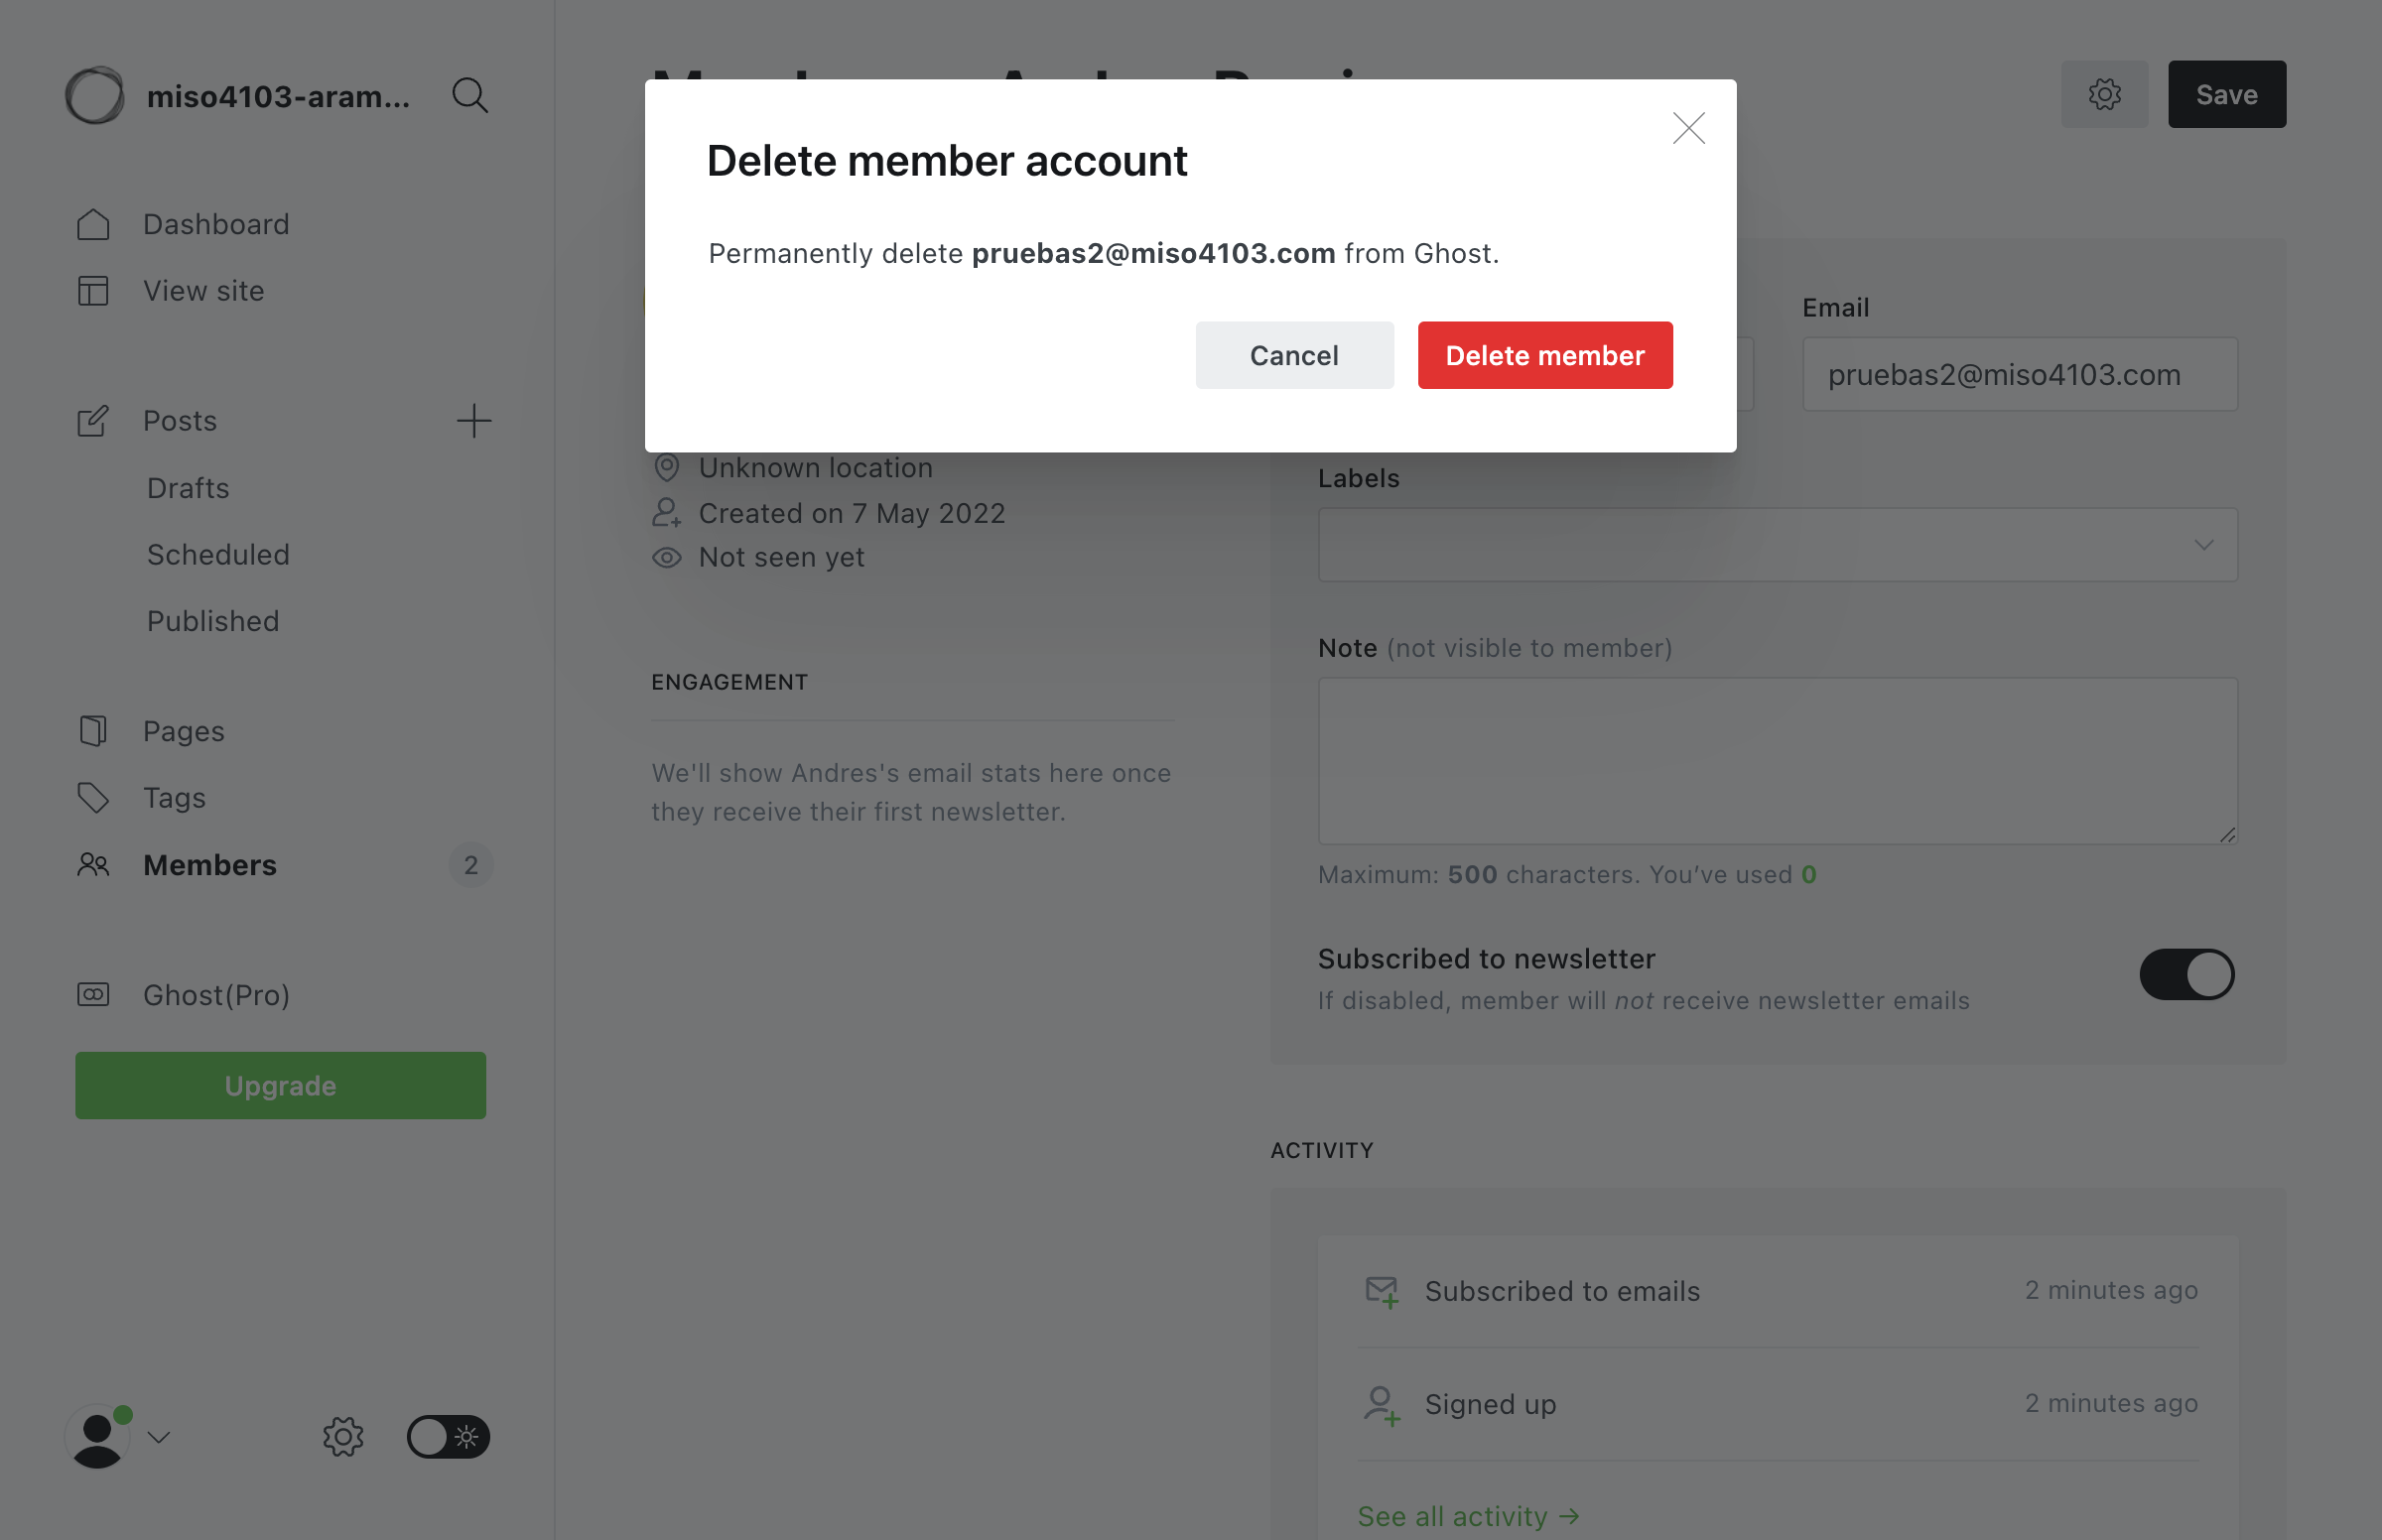 miso4103-aram...
Dashboard
View site
Posts
Drafts
Scheduled
Published
Pages
Tags
Members 2
Ghost(Pro)
Upgrade
Save
Delete member account
Permanently delete pruebas2@miso4103.com from Ghost.
Cancel Delete member
Unknown location
Created on 7 May 2022
Not seen yet
ENGAGEMENT
We'll show Andres's email stats here once
they receive their first newsletter.
Email
pruebas2@miso4103.com
Labels
Note (not visible to member)
Maximum: 500 characters. You’ve used 0
Subscribed to newsletter
If disabled, member will not receive newsletter emails
ACTIVITY
Subscribed to emails 2 minutes ago
Signed up 2 minutes ago
See all activity →